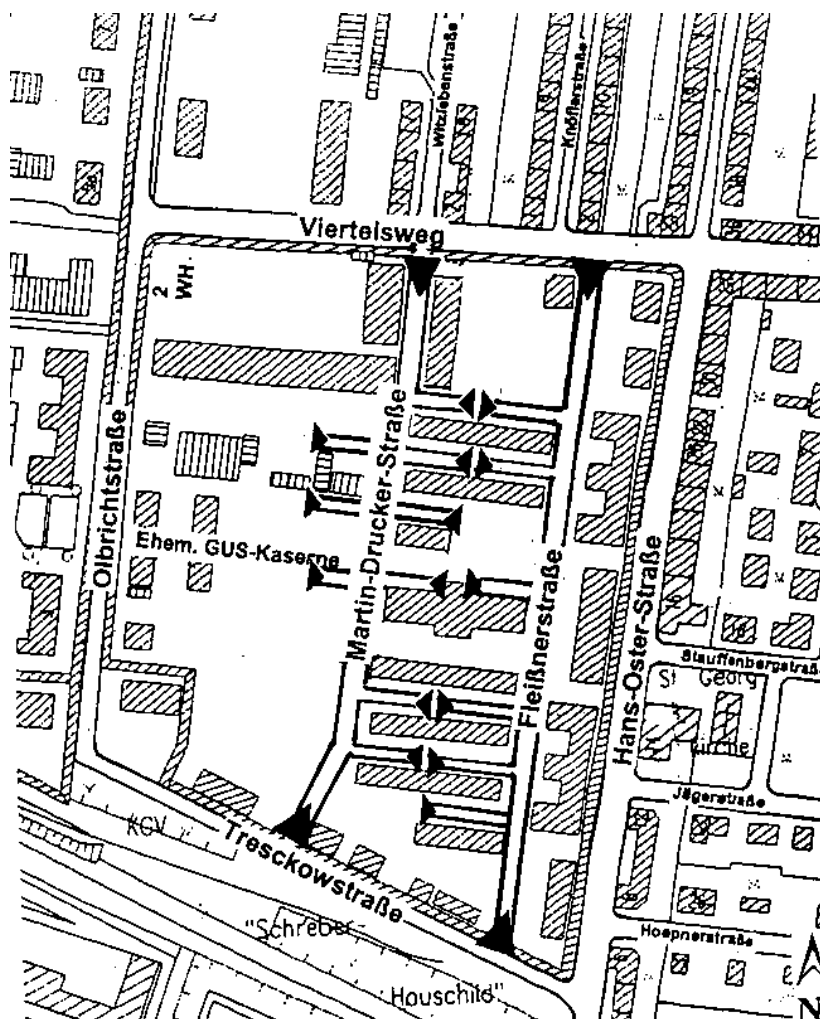 Witzlebenstraße
Knöflerstraße
Viertelsweg
2
WH.
Olbrichtstraße
Martin-Drucker-Straße
Ehem. GUS-Kaserne
Fleißnerstraße
Hans-Oster-Straße
Stauffenbergstraße
St Georg
Kirche
Jägerstraße
KGV
Tresckowstraße
"Schreber-
Hoepnerstraße
Houschild"
N